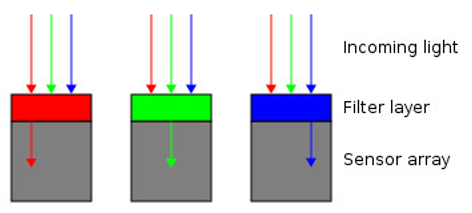 Incoming light
Filter layer
Sensor array